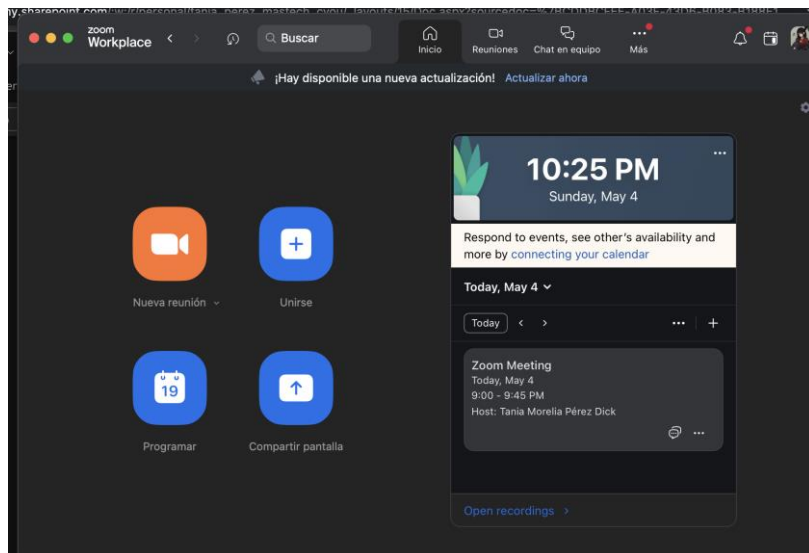 zoom
Workplace
Buscar
Inicio
Reuniones
Chat en equipo
Más
¡Hay disponible una nueva actualización! Actualizar ahora
10:25 PM
Sunday, May 4
Respond to events, see other's availability and
more by connecting your calendar
Today, May 4
Today
Nueva reunión
Unirse
Zoom Meeting
Today, May 4
9:00 - 9:45 PM
Host: Tania Morelia Pérez Dick
19
Programar
Compartir pantalla
Open recordings